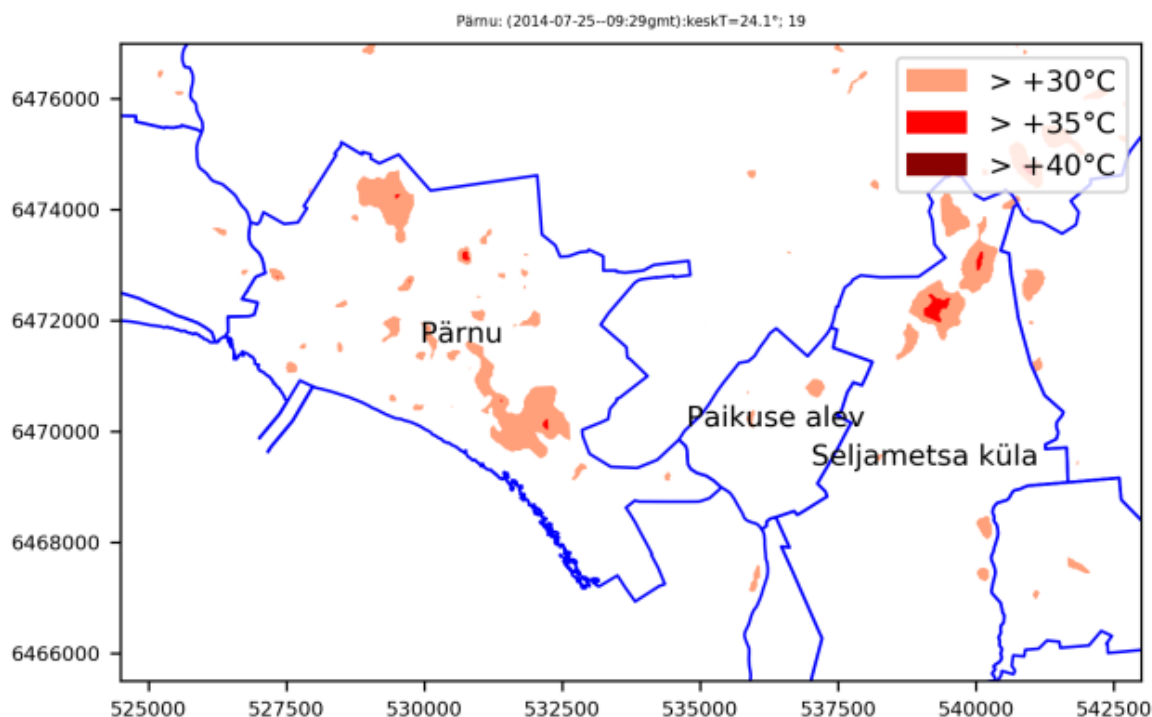 Pärnu: (2014-07-25--09:29gmt):keskT=24.1°; 19
> +30°C
> +35°C
> +40°C
6476000
6474000
6472000
6470000
6468000
6466000
Pärnu
Paikuse alev
Seljametsa küla
525000 527500 530000 532500 535000 537500 540000 542500